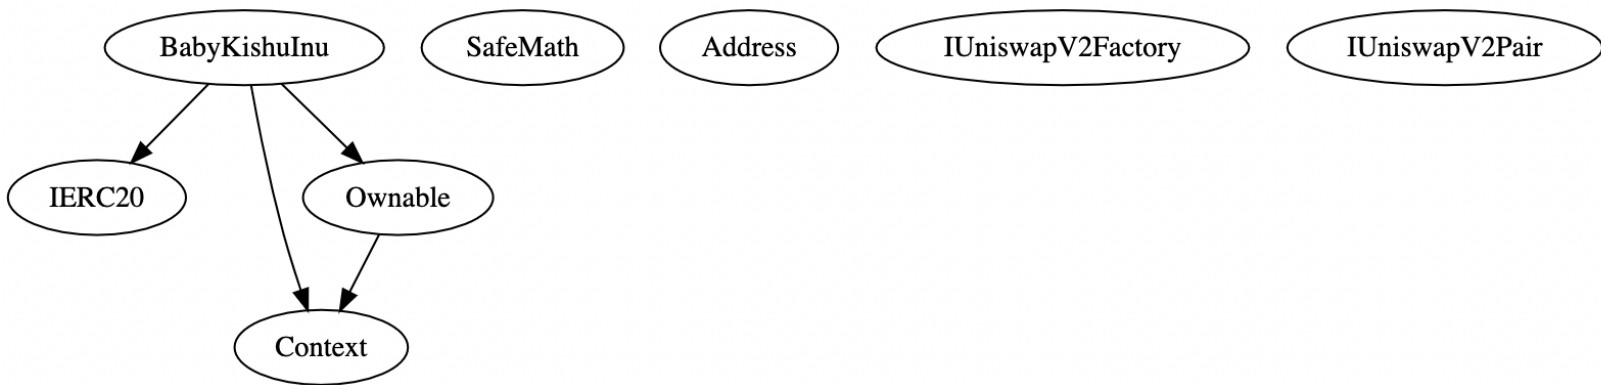 BabyKishuInu
SafeMath
Address
IUniswapV2Factory
IUniswapV2Pair
IERC20
Ownable
Context